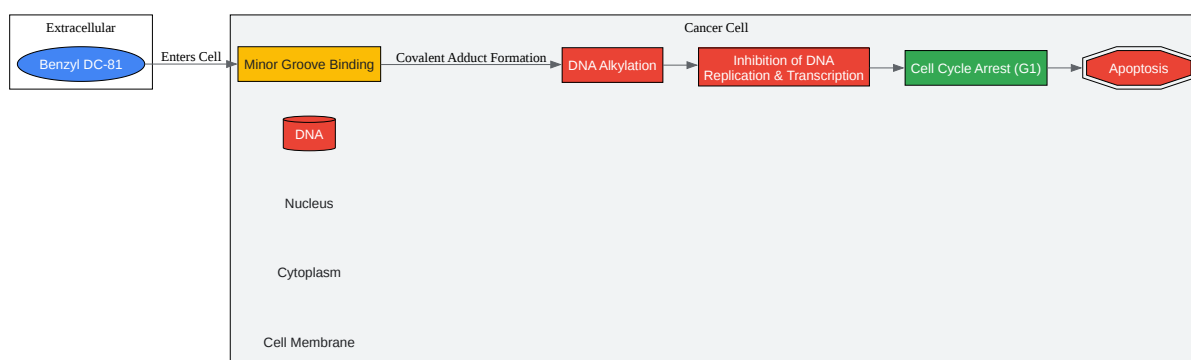 Extracellular
Cancer Cell
Benzyl DC-81
Enters Cell
Minor Groove Binding
Covalent Adduct Formation
DNA Alkylation
Inhibition of DNA
Replication & Transcription
Cell Cycle Arrest (G1)
Apoptosis
DNA
Nucleus
Cytoplasm
Cell Membrane